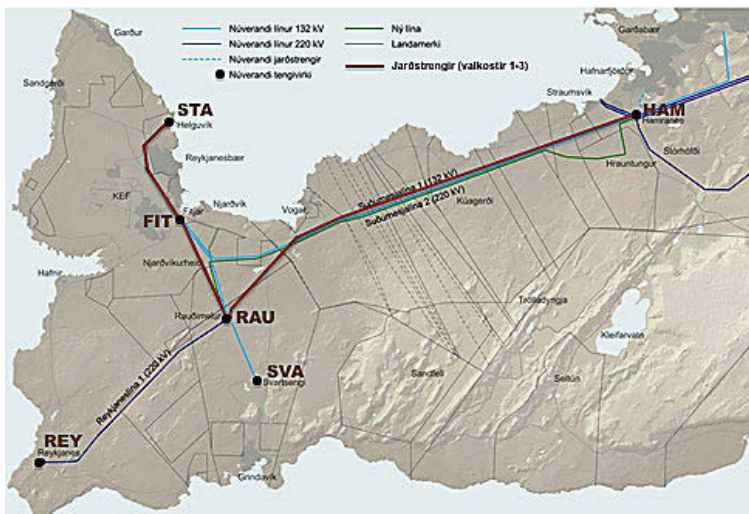 Núverandi línur 132 kV
Núverandi línur 220 kV
Núverandi jarðstrengir
Núverandi tengivirki
Ný lína
Landamerki
Jarðstrengir (valkostir 1-3)
Garður
Sandgerði
STA
Helguvík
Reykjanesbær
KEF
FIT
Fitjar
Njarðvík
Vogar
Hafnir
Njarðvíkurheiði
Rauðimelur
RAU
SVA
Svartsengi
REY
Reykjanes
Reykjaneslína 1 (220 kV)
Grindavík
Suðurnesjalína 1 (132 kV)
Suðurnesjalína 2 (220 kV)
Kúagerði
Straumsvík
Hafnarfjörður
Garðabær
HAM
Hamranes
Stórhöfði
Hrauntungur
Trölladyngja
Kleifarvatn
Sandfell
Seltún